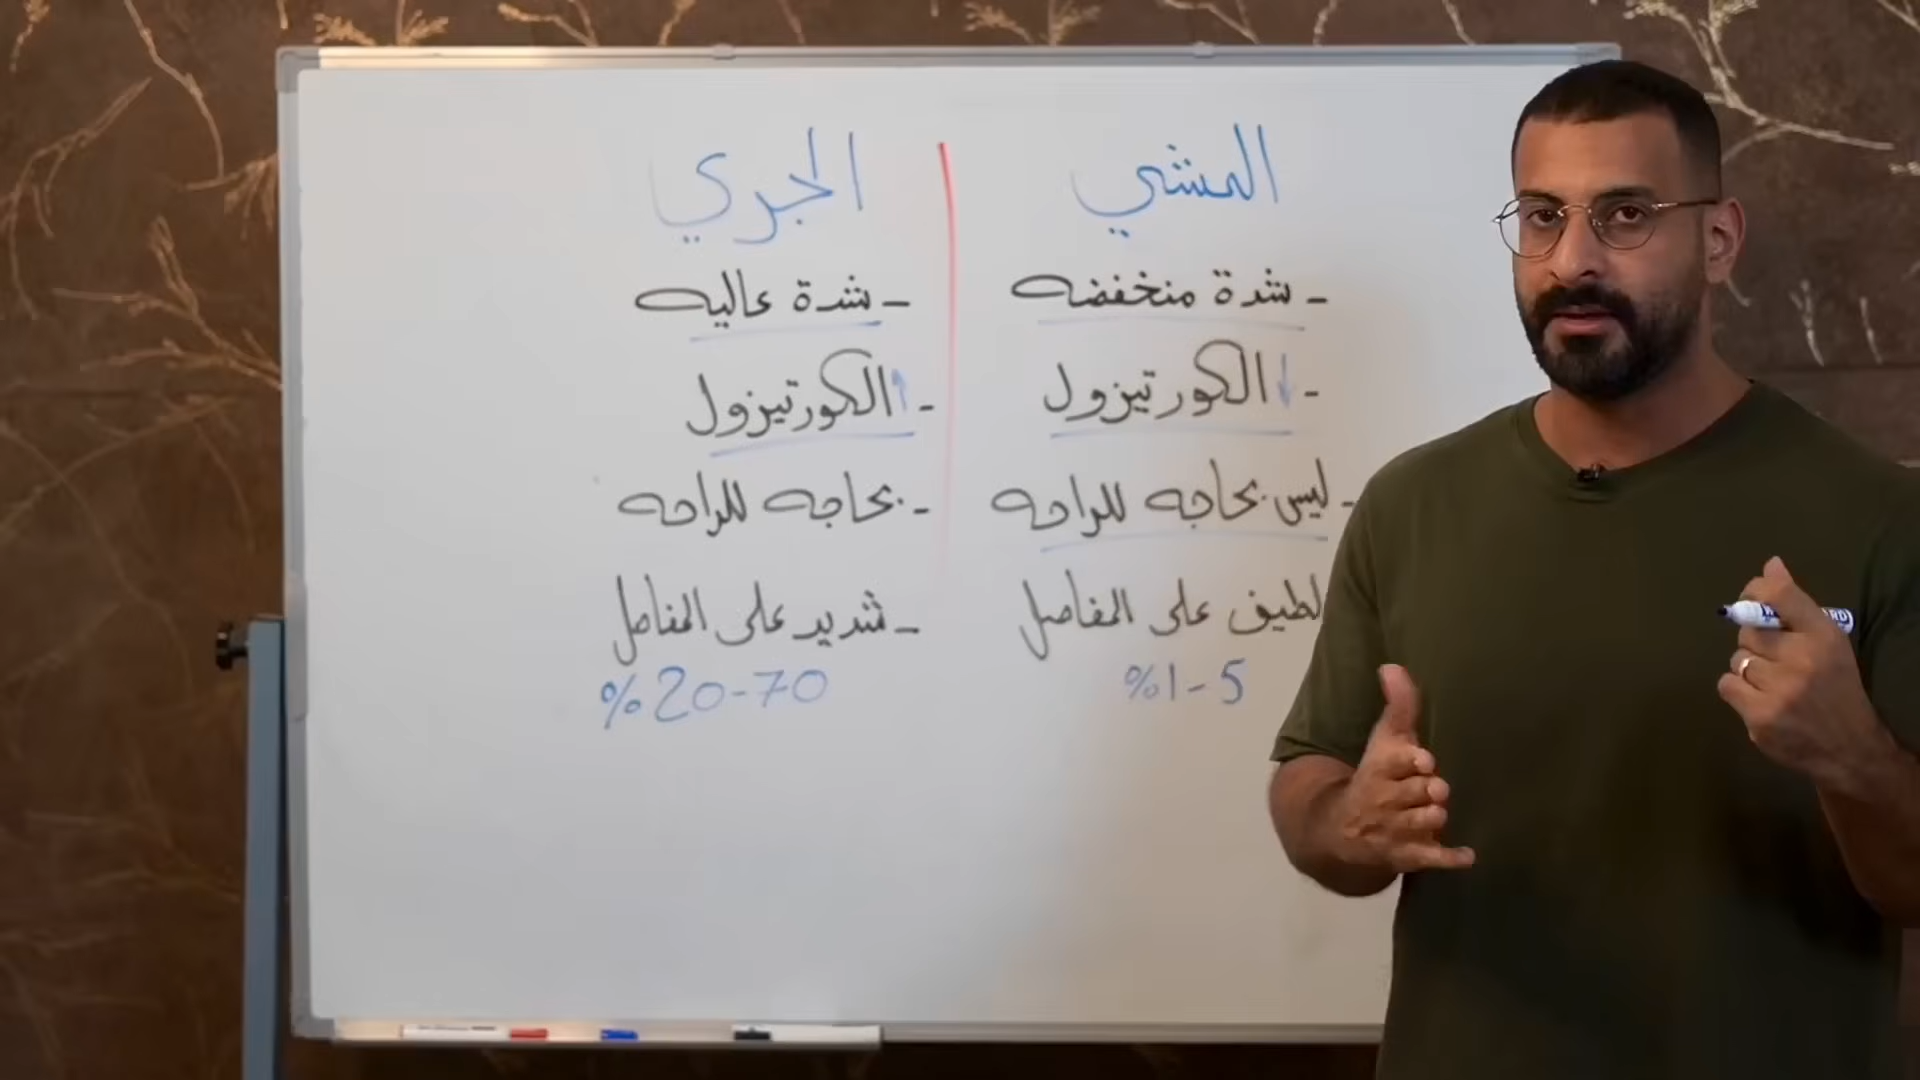 المشي
- شدة منخفضه
- ↓الكورتيزول
- ليس بحاجه للراحه
لطيف على المفاصل
%1-5
الجري
- شدة عاليه
- ↑الكورتيزول
- بحاجه للراحه
- شديد على المفاصل
%20-70